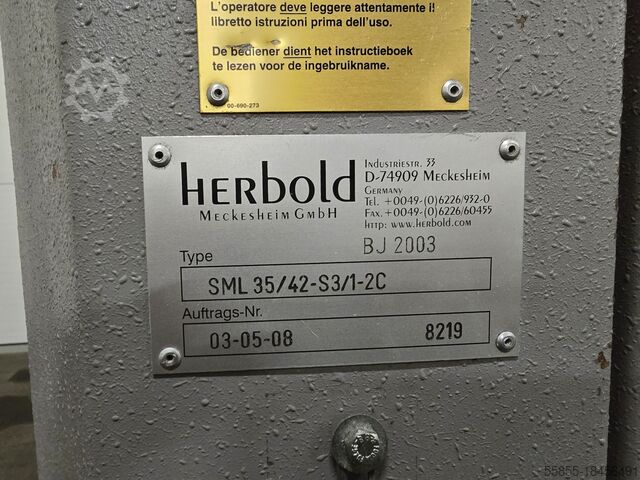 L'operatore deve leggere attentamente il
libretto istruzioni prima dell'uso.
De bediener dient het instructieboek
te lezen voor de ingebruikname.
00-690-273
HERBOLD
MECKESHEIM GMBH
INDUSTRIESTR. 33
D-74909 MECKESHEIM
GERMANY
TEL. +0049-(0)6226/932-0
FAX. +0049-(0)6226/60455
HTTP: WWW.HERBOLD.COM
BJ 2003
Type
SML 35/42-S3/1-2C
Auftrags-Nr.
03-05-08 8219
55855-18458491